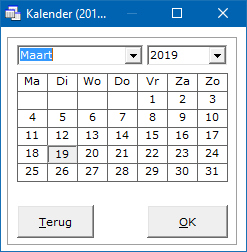 Kalender (201...
Maart 2019
Ma Di Wo Do Vr Za Zo
1 2 3
4 5 6 7 8 9 10
11 12 13 14 15 16 17
18 19 20 21 22 23 24
25 26 27 28 29 30 31
Terug OK